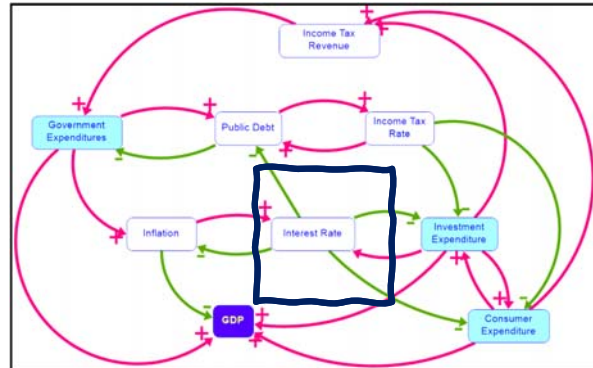 Income Tax
Revenue
Government
Expenditures
Public Debt
Income Tax
Rate
Inflation
Interest Rate
Investment
Expenditure
GDP
Consumer
Expenditure